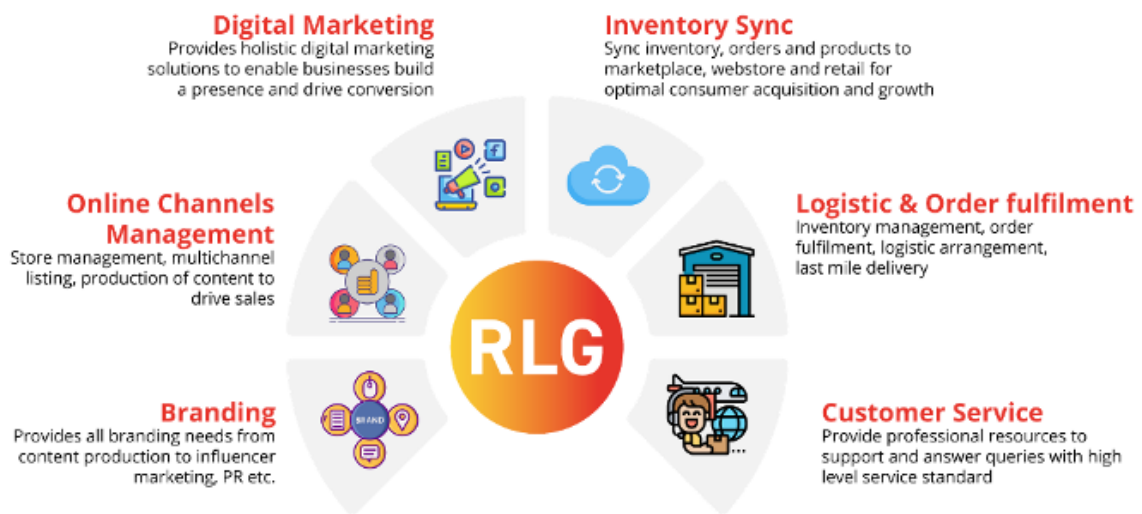 Digital Marketing
Provides holistic digital marketing
solutions to enable businesses build
a presence and drive conversion
Inventory Sync
Sync inventory, orders and products to
marketplace, webstore and retail for
optimal consumer acquisition and growth
Online Channels
Management
Store management, multichannel
listing, production of content to
drive sales
Logistic & Order fulfilment
Inventory management, order
fulfilment, logistic arrangement,
last mile delivery
RLG
Branding
Provides all branding needs from
content production to influencer
marketing, PR etc.
BRAND
Customer Service
Provide professional resources to
support and answer queries with high
level service standard